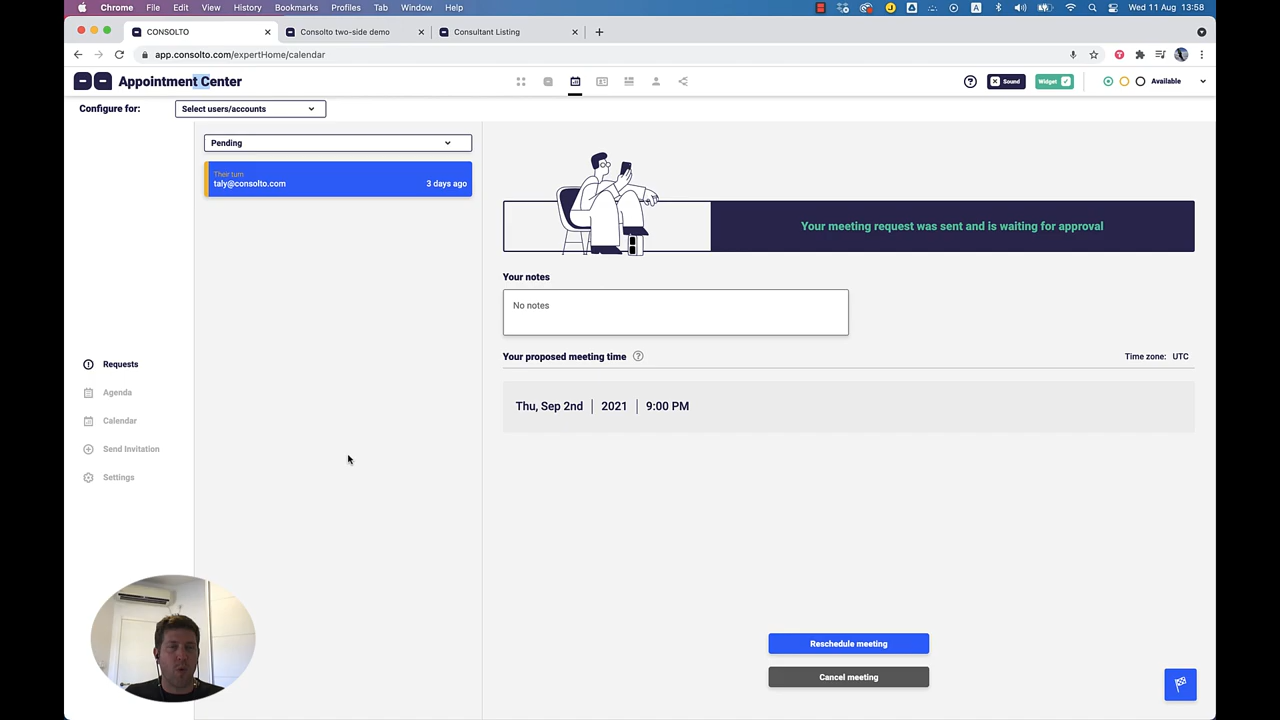 Chrome File Edit View History Bookmarks Profiles Tab Window Help Wed 11 Aug 13:58
CONSOLTO Consolto two-side demo Consultant Listing
app.consolto.com/expertHome/calendar
Appointment Center Sound Widget Available
Configure for: Select users/accounts
Pending
Their turn
taly@consolto.com 3 days ago
Your meeting request was sent and is waiting for approval
Your notes
No notes
Your proposed meeting time Time zone: UTC
Thu, Sep 2nd 2021 9:00 PM
Requests
Agenda
Calendar
Send Invitation
Settings
Reschedule meeting
Cancel meeting